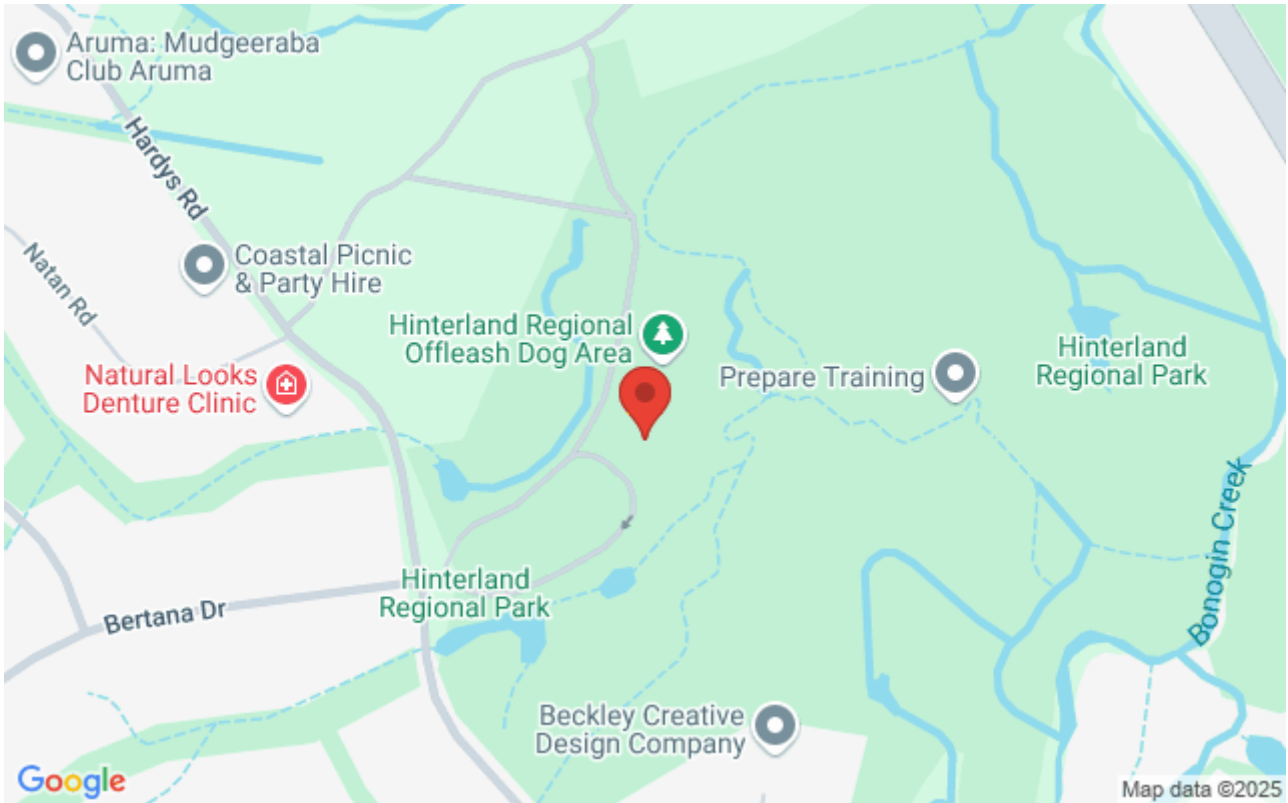 Aruma: Mudgeeraba
Club Aruma
Hardys Rd
Natan Rd
Coastal Picnic
& Party Hire
Hinterland Regional
Offleash Dog Area
Natural Looks
Denture Clinic
Prepare Training
Hinterland
Regional Park
Bonogin Creek
Hinterland
Regional Park
Bertana Dr
Beckley Creative
Design Company
Google
Map data ©2025